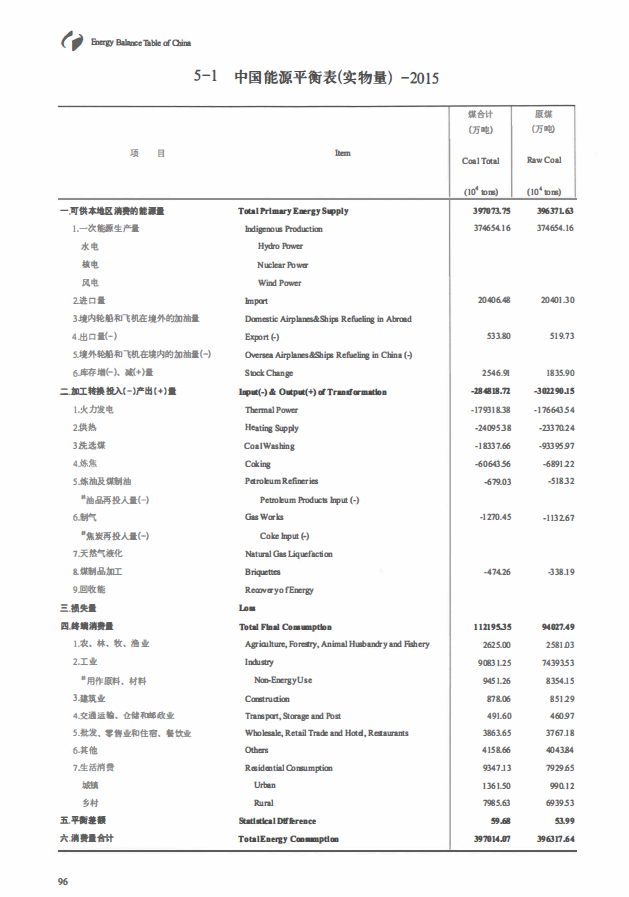 Energy Balance Table of China
5-1 中国能源平衡表(实物量) -2015
煤合计 原煤
(万吨) (万吨)
项 目 Item
Coal Total Raw Coal
(10⁴ tons) (10⁴ tons)
一.可供本地区消费的能源量 Total Primary Energy Supply 397073.75 396371.63
1.一次能源生产量 Indigenous Production 374654.16 374654.16
水电 Hydro Power
核电 Nuclear Power
风电 Wind Power
2.进口量 Import 20406.48 20401.30
3.境内轮船和飞机在境外的加油量 Domestic Airplanes&Ships Refueling in Abroad
4.出口量(-) Export (-) 533.80 519.73
5.境外轮船和飞机在境内的加油量(-) Oversea Airplanes&Ships Refueling in China (-)
6.库存增(-)、减(+)量 Stock Change 2546.91 1835.90
二.加工转换投入(-)产出(+)量 Input(-) & Output(+) of Transformation -284818.72 -302290.15
1.火力发电 Thermal Power -179318.38 -176643.54
2.供热 Heating Supply -24095.38 -23370.24
3.洗选煤 Coal Washing -18337.66 -93395.97
4.炼焦 Coking -60643.56 -6891.22
5.炼油及煤制油 Petroleum Refineries -679.03 -518.32
#油品再投入量(-) Petroleum Products Input (-)
6.制气 Gas Works -1270.45 -1132.67
#焦炭再投入量(-) Coke Input (-)
7.天然气液化 Natural Gas Liquefaction
8.煤制品加工 Briquettes -474.26 -338.19
9.回收能 Recovery of Energy
三.损失量 Loss
四.终端消费量 Total Final Consumption 112195.35 94027.49
1.农、林、牧、渔业 Agriculture, Forestry, Animal Husbandry and Fishery 2625.00 2581.03
2.工业 Industry 90831.25 74393.53
#用作原料、材料 Non-Energy Use 9451.26 8354.15
3.建筑业 Construction 878.06 851.29
4.交通运输、仓储和邮政业 Transport, Storage and Post 491.60 460.97
5.批发、零售业和住宿、餐饮业 Wholesale, Retail Trade and Hotel, Restaurants 3863.65 3767.18
6.其他 Others 4158.66 4043.84
7.生活消费 Residential Consumption 9347.13 7929.65
城镇 Urban 1361.50 990.12
乡村 Rural 7985.63 6939.53
五.平衡差额 Statistical Difference 59.68 53.99
六.消费量合计 Total Energy Consumption 397014.07 396317.64
96